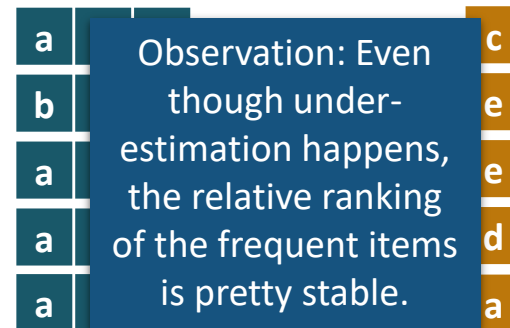 a
b
a
a
a
Observation: Even
though under-
estimation happens,
the relative ranking
of the frequent items
is pretty stable.
c
e
e
d
a